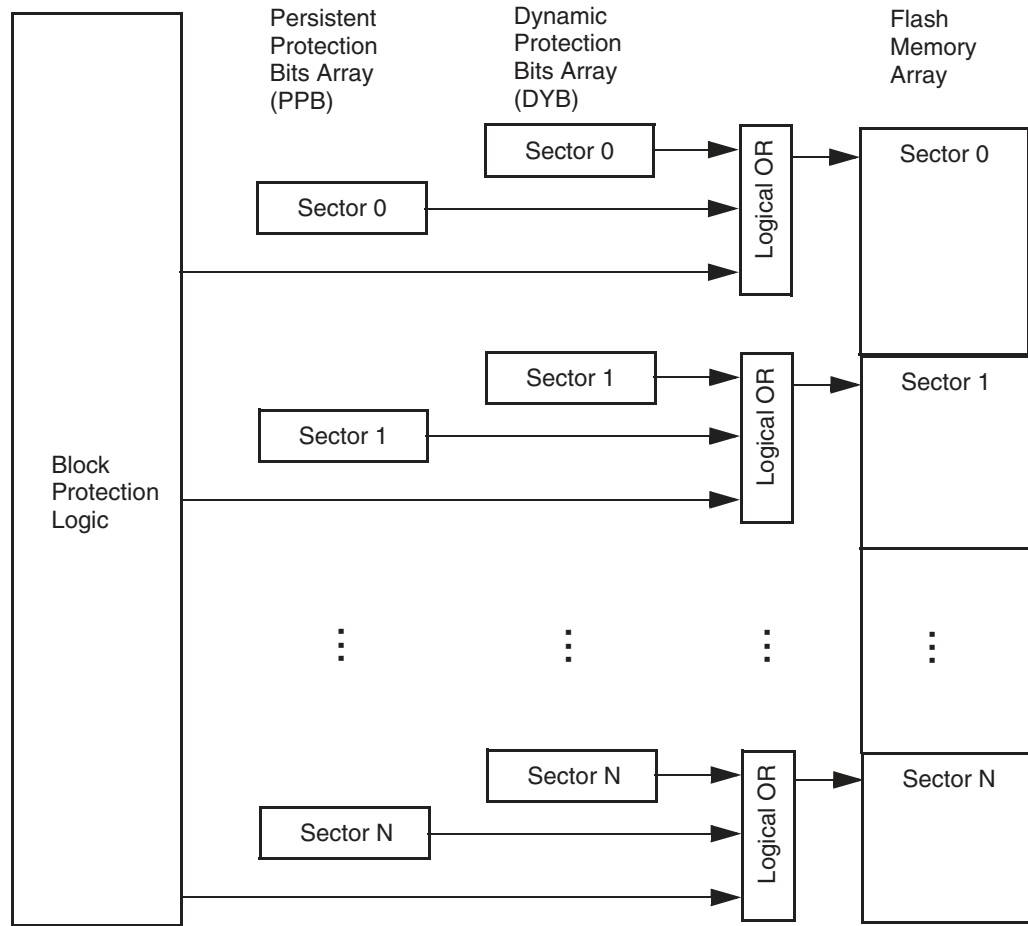 Persistent
Protection
Bits Array
(PPB)
Dynamic
Protection
Bits Array
(DYB)
Flash
Memory
Array
Sector 0
Logical OR
Sector 0
Sector 0
Sector 1
Logical OR
Sector 1
Sector 1
Block
Protection
Logic
Sector N
Logical OR
Sector N
Sector N